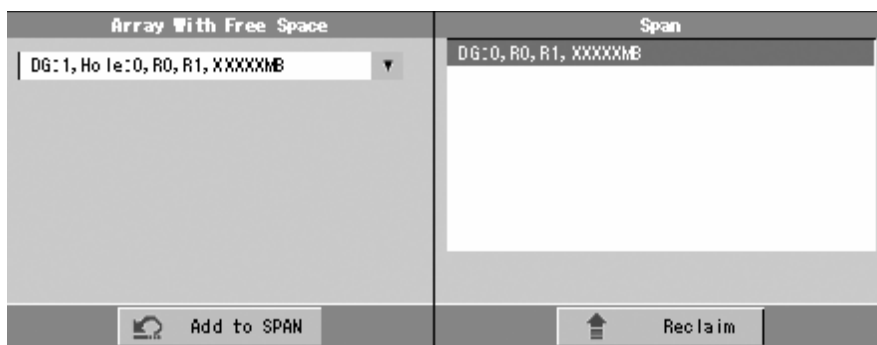 Array With Free Space
DG:1,Hole:0,R0,R1,XXXXXMB
Add to SPAN
Span
DG:0,R0,R1,XXXXXMB
Reclaim